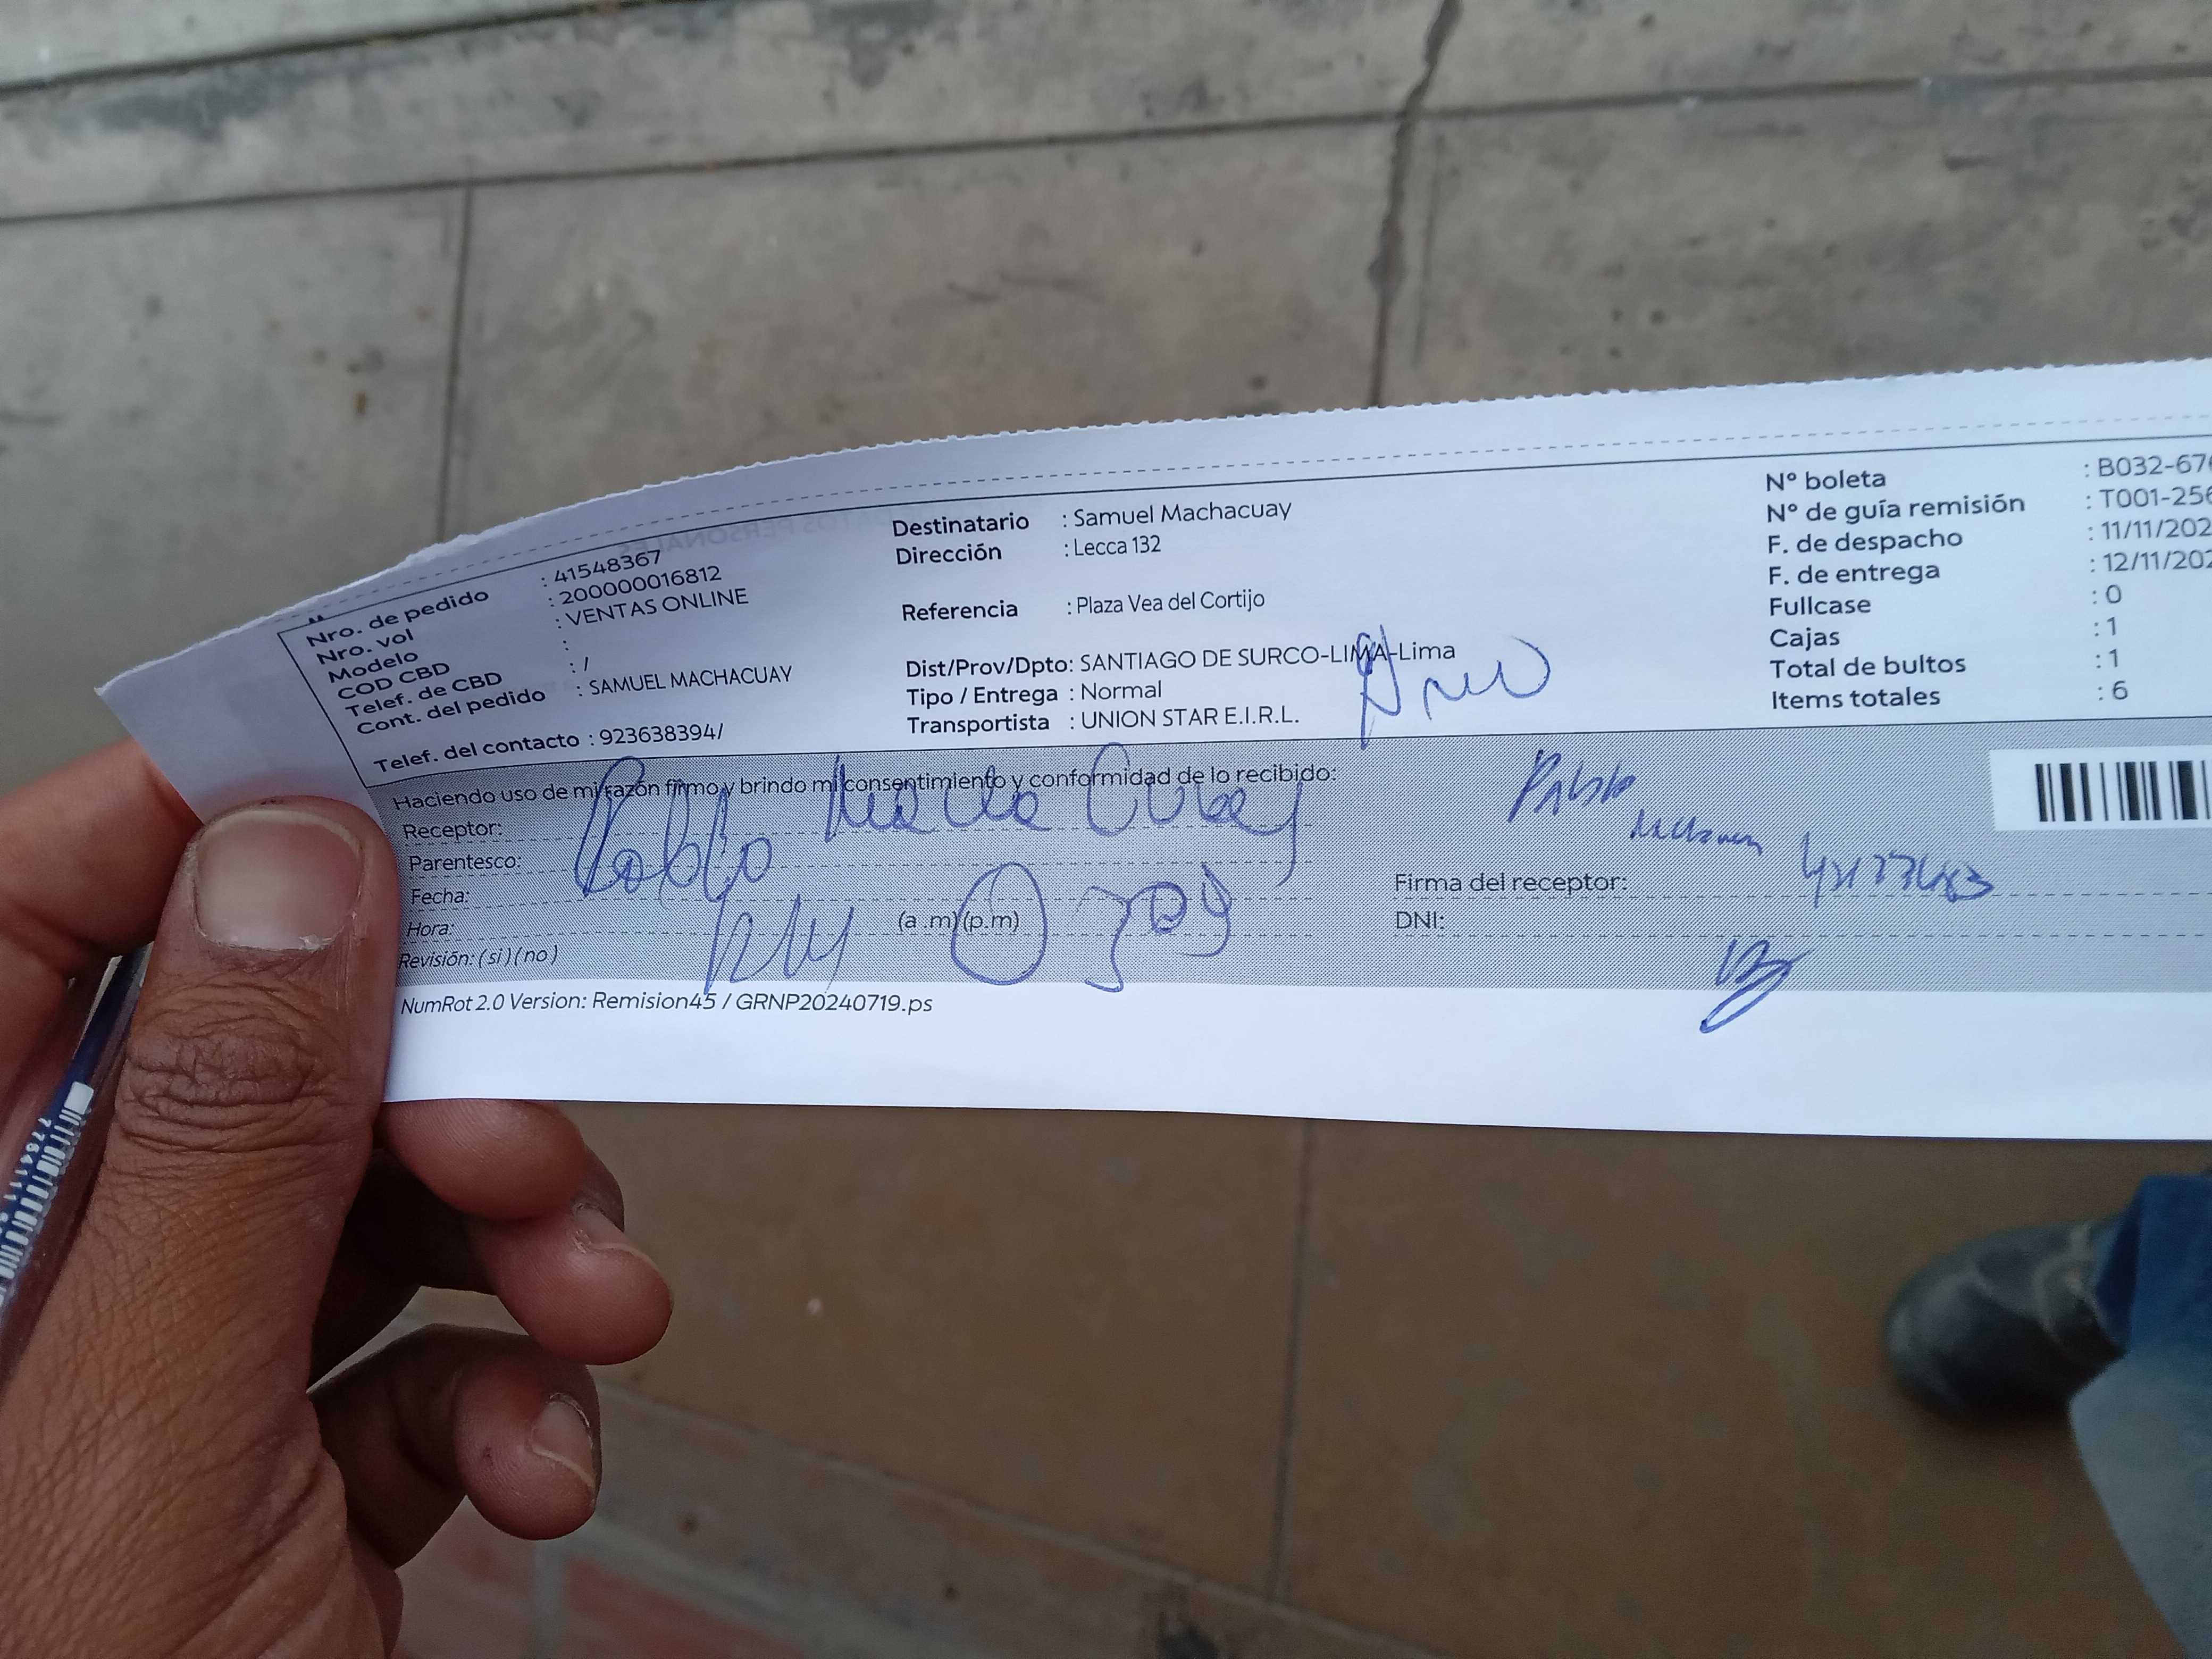 Nro. de pedido : 41548367
Nro. vol : 200000016812
Modelo : VENTAS ONLINE
COD CBD :
Telef. de CBD : /
Cont. del pedido : SAMUEL MACHACUAY
Telef. del contacto : 923638394/
Destinatario : Samuel Machacuay
Dirección : Lecca 132
Referencia : Plaza Vea del Cortijo
Dist/Prov/Dpto: SANTIAGO DE SURCO-LIMA-Lima
Tipo / Entrega : Normal
Transportista : UNION STAR E.I.R.L.
Nº boleta : B032-67
Nº de guía remisión : T001-256
F. de despacho : 11/11/202
F. de entrega : 12/11/202
Fullcase : 0
Cajas : 1
Total de bultos : 1
Items totales : 6
Haciendo uso de mi razón firmo y brindo mi consentimiento y conformidad de lo recibido:
Receptor:
Parentesco: Pablo
Fecha:
Hora: (a .m)(p.m)
Revisión: (si)(no)
Pablo
Firma del receptor:
DNI:
NumRot 2.0 Version: Remision45 / GRNP20240719.ps